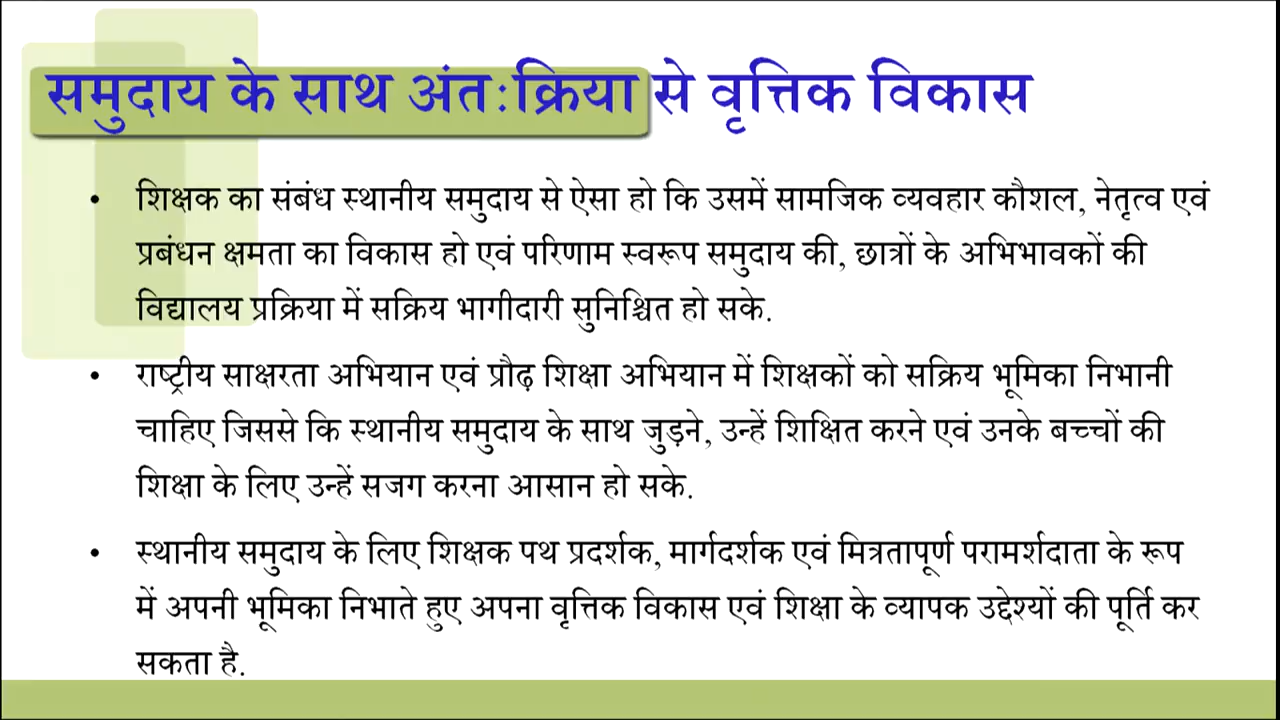 समुदाय के साथ अंत:क्रिया से वृत्तिक विकास
• शिक्षक का संबंध स्थानीय समुदाय से ऐसा हो कि उसमें सामजिक व्यवहार कौशल, नेतृत्व एवं
प्रबंधन क्षमता का विकास हो एवं परिणाम स्वरूप समुदाय की, छात्रों के अभिभावकों की
विद्यालय प्रक्रिया में सक्रिय भागीदारी सुनिश्चित हो सके.
• राष्ट्रीय साक्षरता अभियान एवं प्रौढ़ शिक्षा अभियान में शिक्षकों को सक्रिय भूमिका निभानी
चाहिए जिससे कि स्थानीय समुदाय के साथ जुड़ने, उन्हें शिक्षित करने एवं उनके बच्चों की
शिक्षा के लिए उन्हें सजग करना आसान हो सके.
• स्थानीय समुदाय के लिए शिक्षक पथ प्रदर्शक, मार्गदर्शक एवं मित्रतापूर्ण परामर्शदाता के रूप
में अपनी भूमिका निभाते हुए अपना वृत्तिक विकास एवं शिक्षा के व्यापक उद्देश्यों की पूर्ति कर
सकता है.